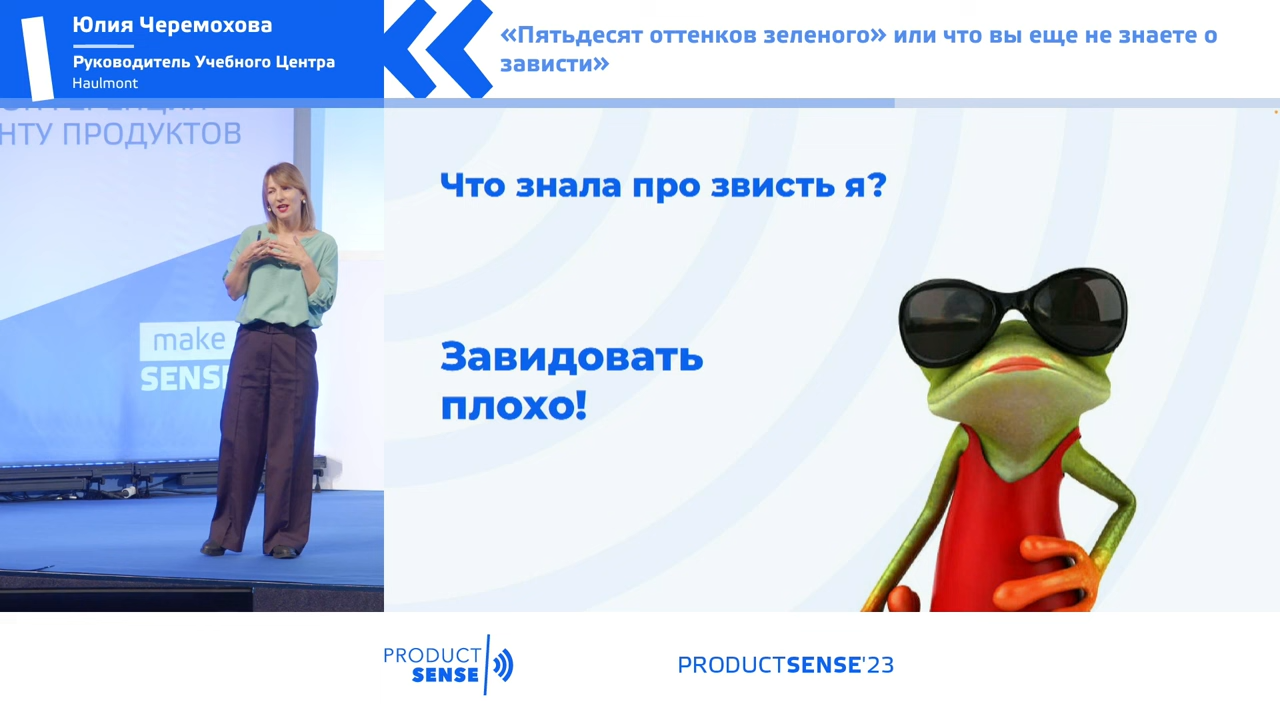 Юлия Черемохова
Руководитель Учебного Центра
Haulmont
«Пятьдесят оттенков зеленого» или что вы еще не знаете о
зависти»
НТУ ПРОДУКТОВ
make
SENSE
Что знала про звисть я?
Завидовать
плохо!
PRODUCT
SENSE
PRODUCTSENSE'23